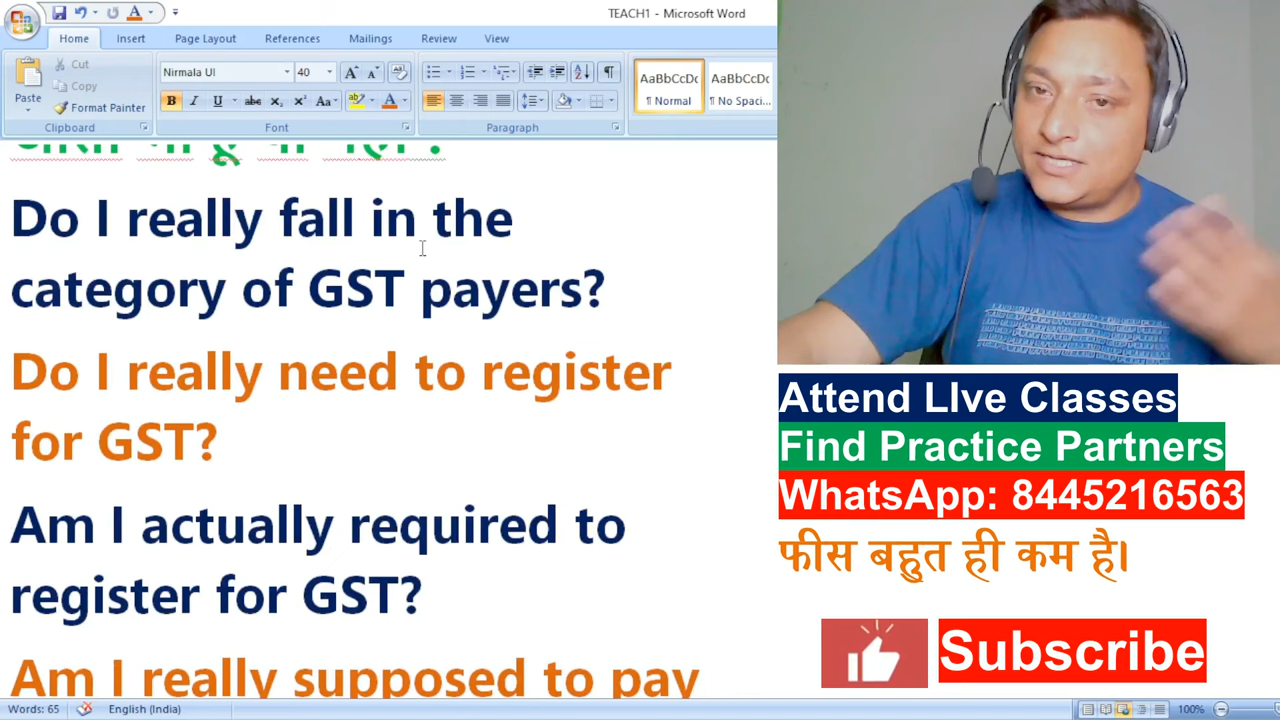 TEACH1 - Microsoft Word
Home Insert Page Layout References Mailings Review View
Cut
Copy
Paste
Format Painter
Nirmala UI 40
AaBbCcDc AaBbCcDc
¶ Normal ¶ No Spaci...
Clipboard Font Paragraph
Do I really fall in the
category of GST payers?
Do I really need to register
for GST?
Am I actually required to
register for GST?
Am I really supposed to pay
Attend LIve Classes
Find Practice Partners
WhatsApp: 8445216563
फीस बहुत ही कम है।
Subscribe
Words: 65 English (India) 100%